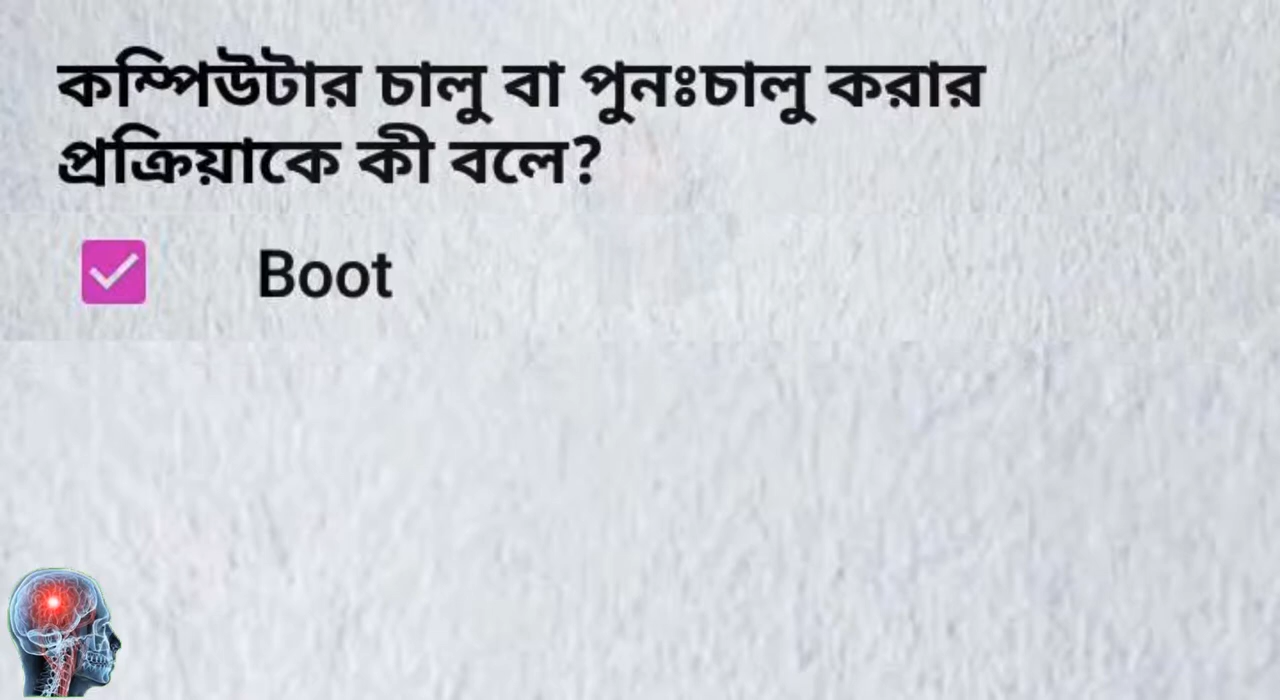 কম্পিউটার চালু বা পুনঃচালু করার
প্রক্রিয়াকে কী বলে?
Boot